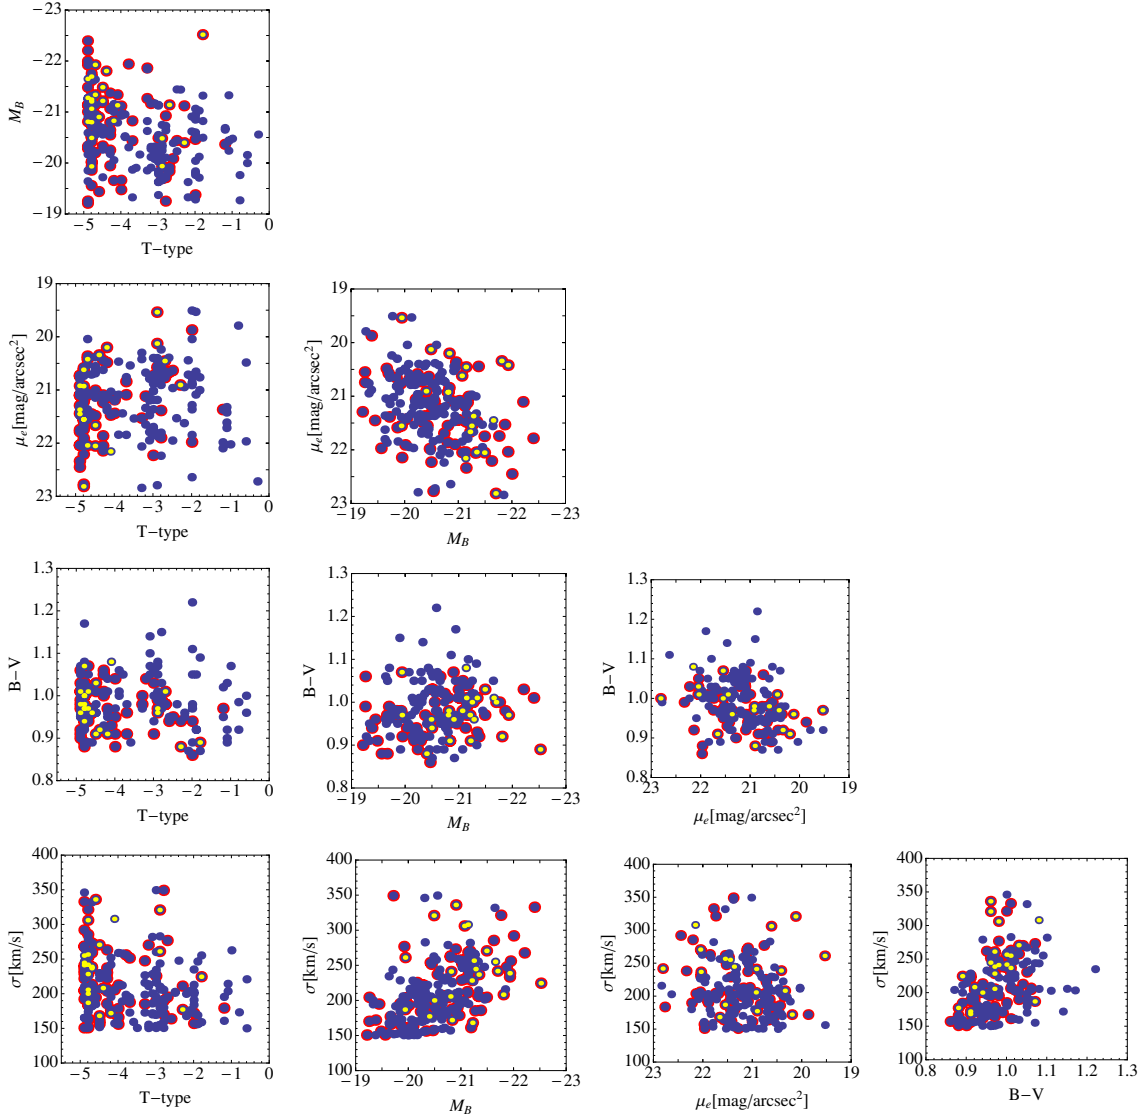 −23
−22
−21
−20
−19
M_B
−5 −4 −3 −2 −1 0
T−type
19
20
21
22
23
μ_e[mag/arcsec²]
−5 −4 −3 −2 −1 0
T−type
19
20
21
22
23
μ_e[mag/arcsec²]
−19 −20 −21 −22 −23
M_B
1.3
1.2
1.1
1.0
0.9
0.8
B−V
−5 −4 −3 −2 −1 0
T−type
1.3
1.2
1.1
1.0
0.9
0.8
B−V
−19 −20 −21 −22 −23
M_B
1.3
1.2
1.1
1.0
0.9
0.8
B−V
23 22 21 20 19
μ_e[mag/arcsec²]
400
350
300
250
200
150
100
σ[km/s]
−5 −4 −3 −2 −1 0
T−type
400
350
300
250
200
150
100
σ[km/s]
−19 −20 −21 −22 −23
M_B
400
350
300
250
200
150
100
σ[km/s]
23 22 21 20 19
μ_e[mag/arcsec²]
400
350
300
250
200
150
100
σ[km/s]
0.8 0.9 1.0 1.1 1.2 1.3
B−V